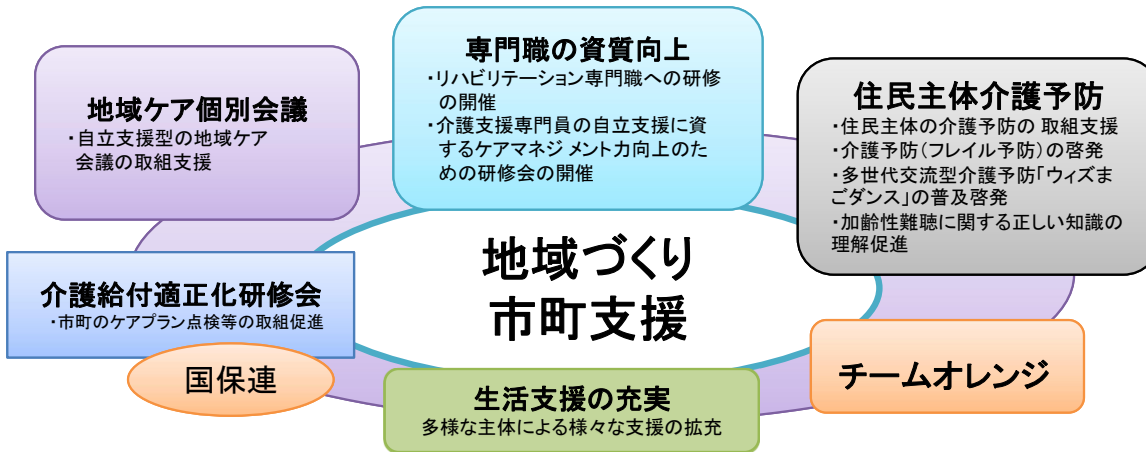 専門職の資質向上
・リハビリテーション専門職への研修
の開催
・介護支援専門員の自立支援に資
するケアマネジ メント力向上のた
めの研修会の開催
地域ケア個別会議
・自立支援型の地域ケア
会議の取組支援
住民主体介護予防
・住民主体の介護予防の 取組支援
・介護予防(フレイル予防)の啓発
・多世代交流型介護予防「ウィズま
ごダンス」の普及啓発
・加齢性難聴に関する正しい知識の
理解促進
地域づくり
市町支援
介護給付適正化研修会
・市町のケアプラン点検等の取組促進
国保連
生活支援の充実
多様な主体による様々な支援の拡充
チームオレンジ